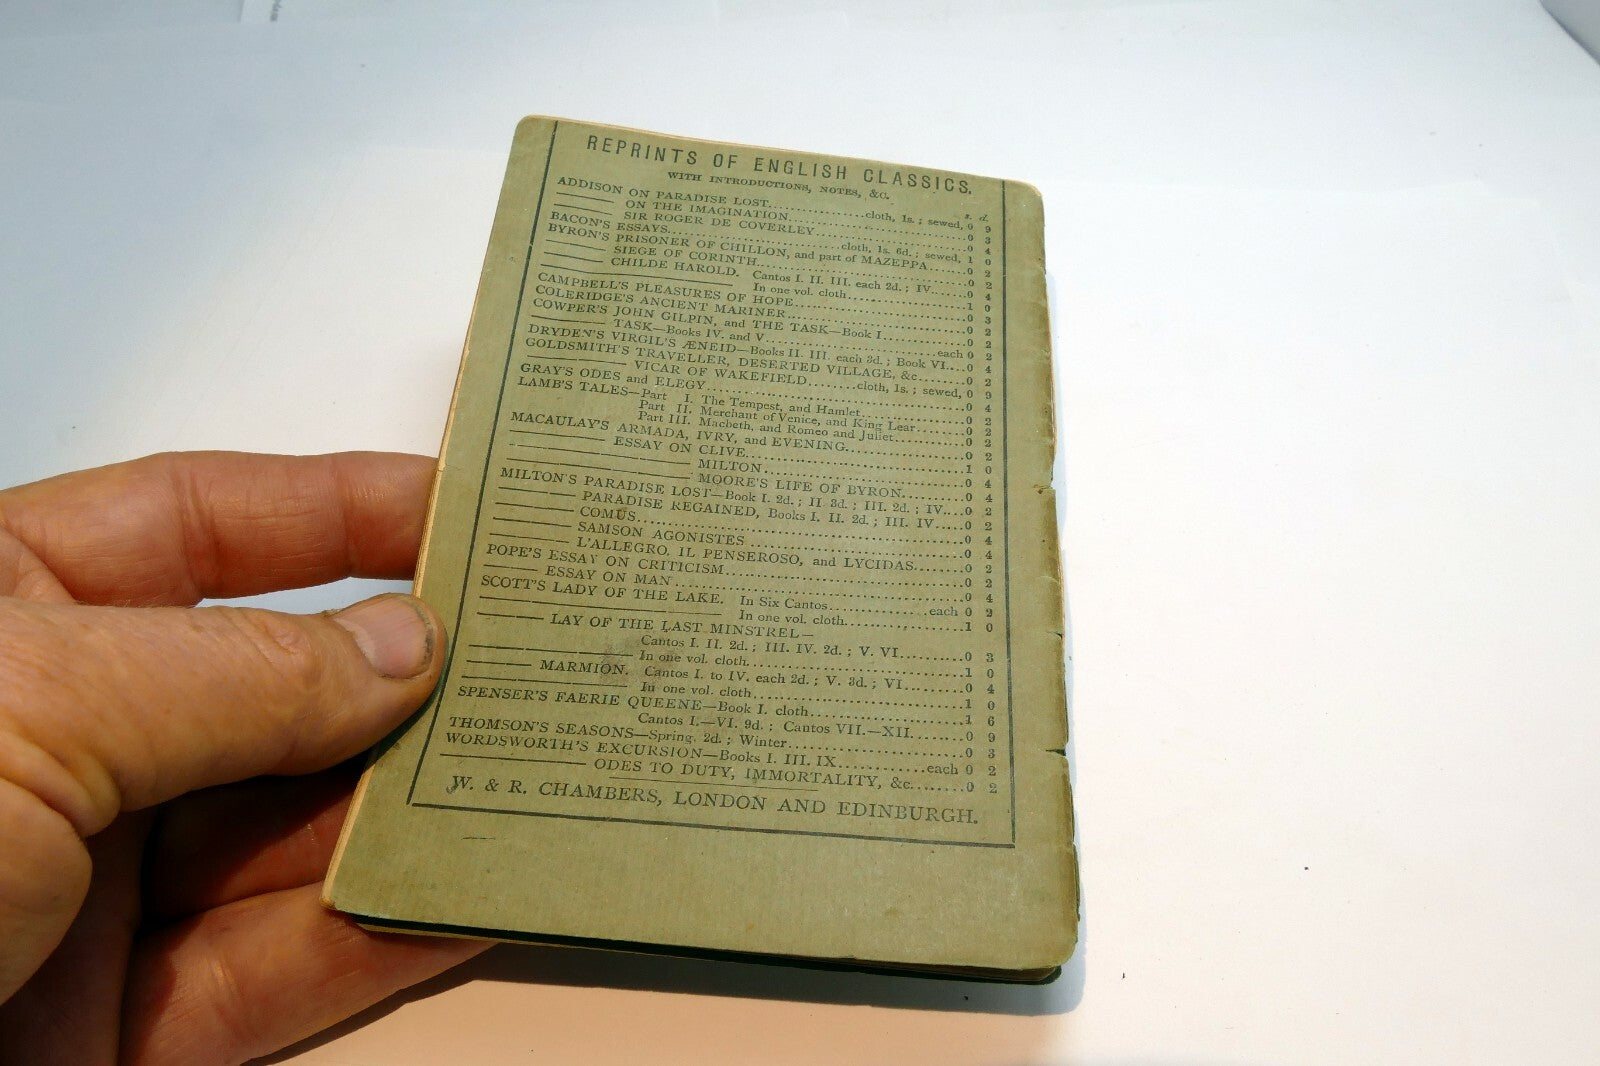 REPRINTS OF ENGLISH CLASSICS,
WITH INTRODUCTIONS, NOTES, &c.
s. d.
ADDISON ON PARADISE LOST....................cloth, 1s.; sewed, 0 9
——— ON THE IMAGINATION....................0 3
——— SIR ROGER DE COVERLEY....................0 4
BACON'S ESSAYS....................cloth, 1s. 6d.; sewed, 1 0
BYRON'S PRISONER OF CHILLON, and part of MAZEPPA.......0 2
——— SIEGE OF CORINTH....................0 2
——— CHILDE HAROLD. Cantos I. II. III. each 2d.; IV.....0 4
——— In one vol. cloth....................1 0
CAMPBELL'S PLEASURES OF HOPE....................0 3
COLERIDGE'S ANCIENT MARINER....................0 2
COWPER'S JOHN GILPIN, and THE TASK—Book I....................0 2
——— TASK—Books IV. and V....................each 0 2
DRYDEN'S VIRGIL'S ÆNEID—Books II. III. each 3d.; Book VI....0 4
GOLDSMITH'S TRAVELLER, DESERTED VILLAGE, &c.......0 2
——— VICAR OF WAKEFIELD........cloth, 1s.; sewed, 0 9
GRAY'S ODES and ELEGY....................0 4
LAMB'S TALES—Part I. The Tempest, and Hamlet...........0 2
Part II. Merchant of Venice, and King Lear........0 2
Part III. Macbeth, and Romeo and Juliet..........0 2
MACAULAY'S ARMADA, IVRY, and EVENING....................0 2
——— ESSAY ON CLIVE....................1 0
——— MILTON....................0 4
——— MOORE'S LIFE OF BYRON........0 4
MILTON'S PARADISE LOST—Book I. 2d.; II 3d.; III. 2d.; IV....0 2
——— PARADISE REGAINED, Books I. II. 2d.; III. IV.....0 2
——— COMUS....................0 4
——— SAMSON AGONISTES....................0 4
——— L'ALLEGRO, IL PENSEROSO, and LYCIDAS......0 2
POPE'S ESSAY ON CRITICISM....................0 2
——— ESSAY ON MAN....................0 4
SCOTT'S LADY OF THE LAKE. In Six Cantos................each 0 2
——— In one vol. cloth....................1 0
——— LAY OF THE LAST MINSTREL—
Cantos I. II. 2d.; III. IV. 2d.; V. VI..........0 3
——— In one vol. cloth....................1 0
——— MARMION. Cantos I. to IV. each 2d.; V. 3d.; VI.........0 4
——— In one vol. cloth....................1 0
SPENSER'S FAERIE QUEENE—Book I. cloth....................1 6
Cantos I.—VI. 9d.; Cantos VII.—XII........0 9
THOMSON'S SEASONS—Spring, 2d.; Winter....................0 3
WORDSWORTH'S EXCURSION—Books I. III. IX.............each 0 2
——— ODES TO DUTY, IMMORTALITY, &c........0 2
W. & R. CHAMBERS, LONDON AND EDINBURGH.